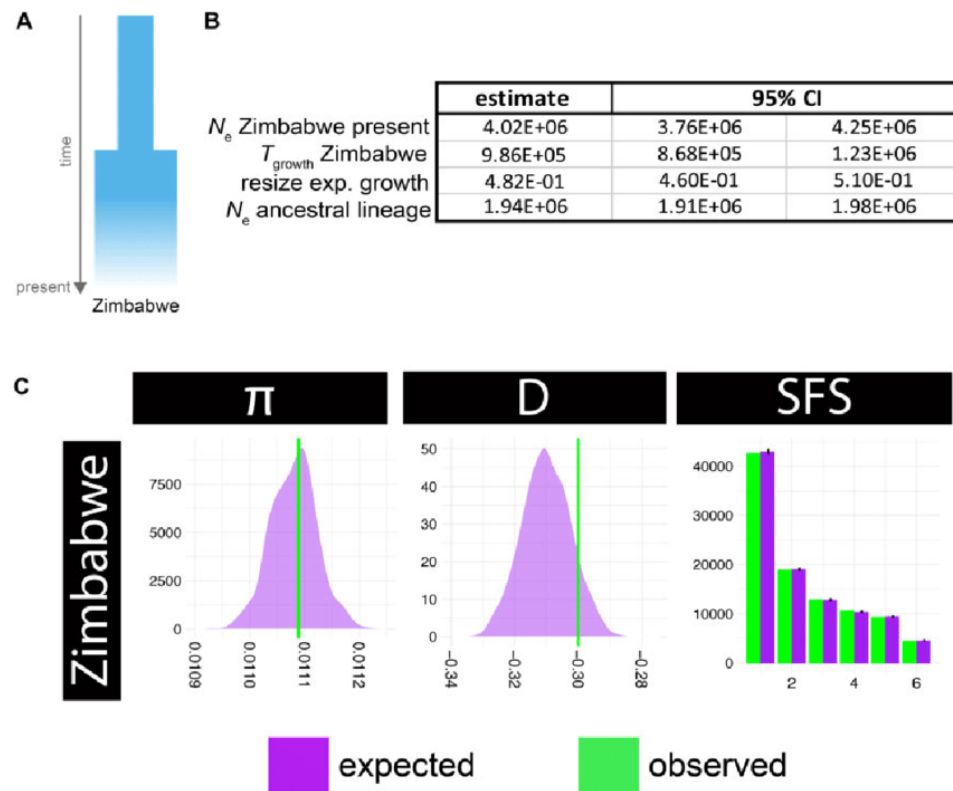 A
B
time
present
Zimbabwe
estimate 95% CI
Ne Zimbabwe present 4.02E+06 3.76E+06 4.25E+06
Tgrowth Zimbabwe 9.86E+05 8.68E+05 1.23E+06
resize exp. growth 4.82E-01 4.60E-01 5.10E-01
Ne ancestral lineage 1.94E+06 1.91E+06 1.98E+06
C
π D SFS
Zimbabwe
7500
5000
2500
0
0.0109 0.0110 0.0111 0.0112
50
40
30
20
10
0
-0.34 -0.32 -0.30 -0.28
40000
30000
20000
10000
0
2 4 6
expected observed